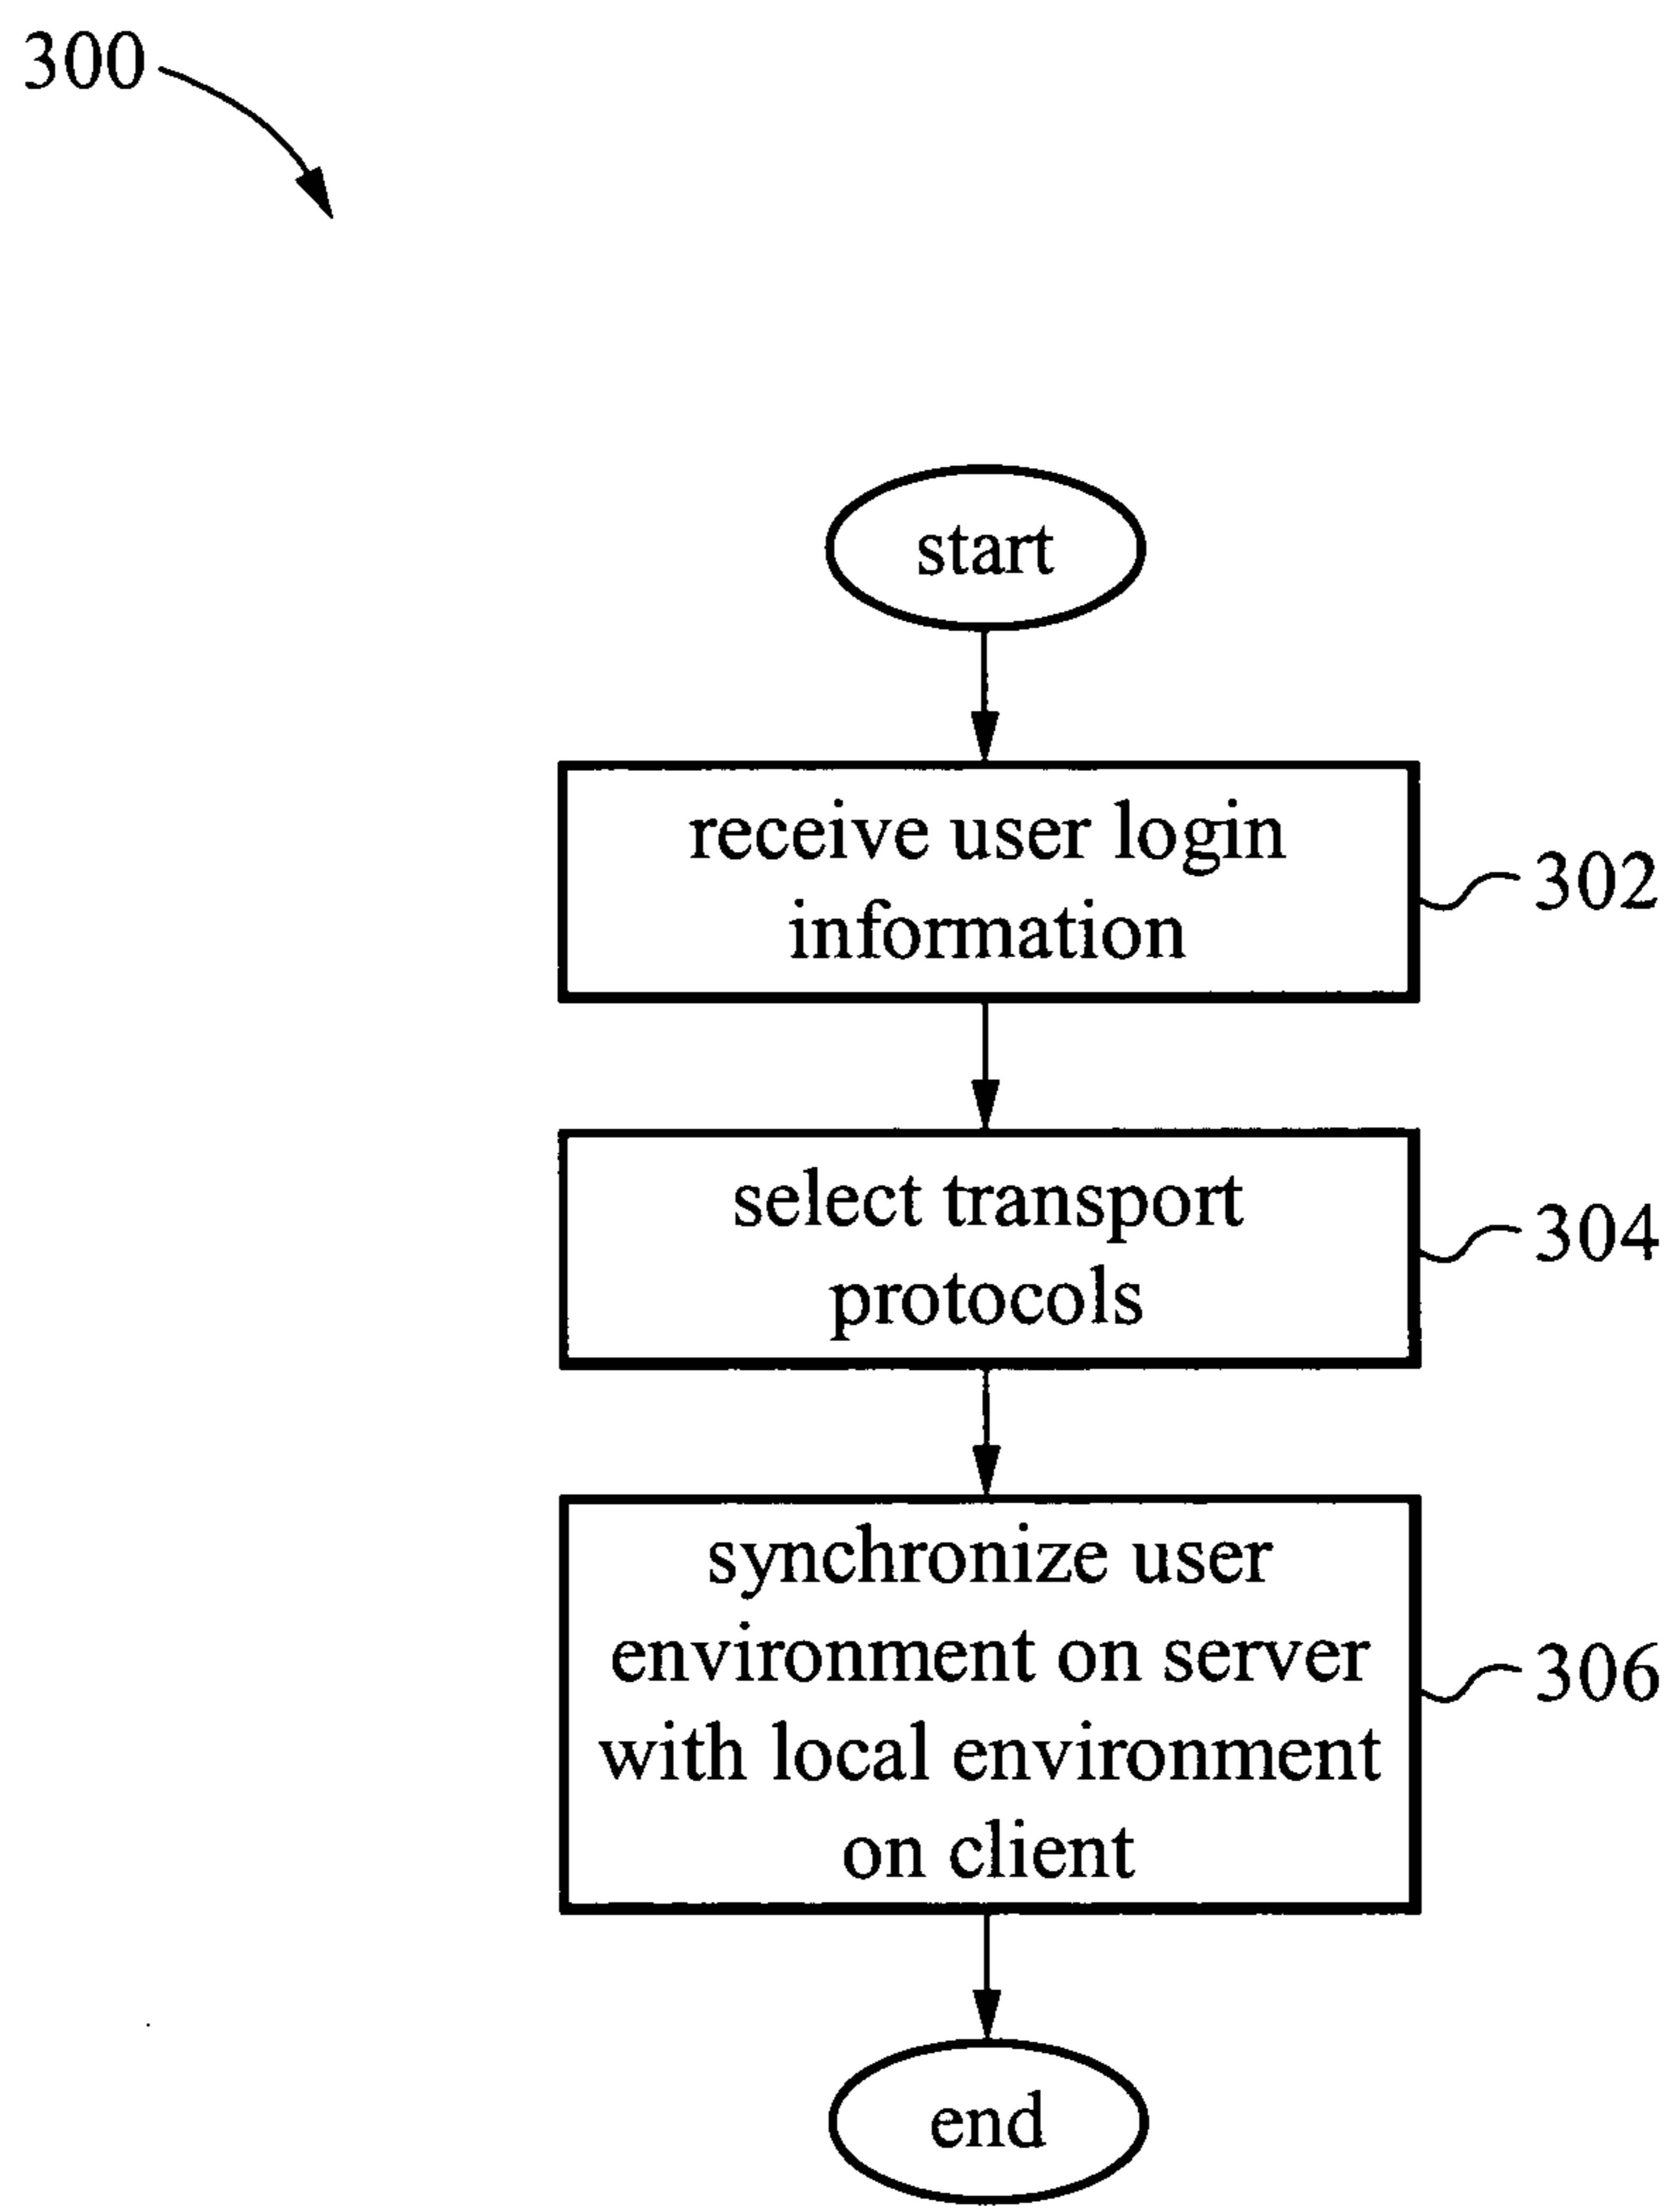 300
start
receive user login
information
302
select transport
protocols
304
synchronize user
environment on server
with local environment
on client
306
end